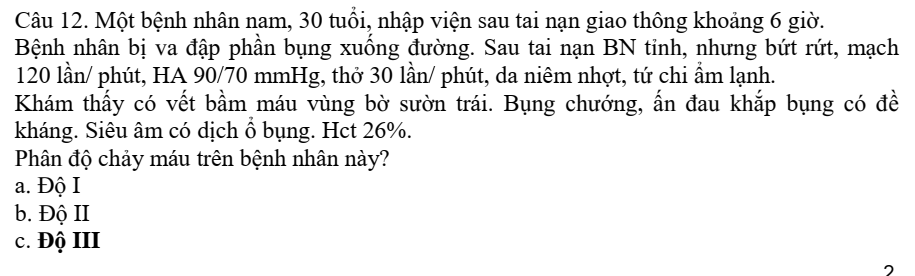 Câu 12. Một bệnh nhân nam, 30 tuổi, nhập viện sau tai nạn giao thông khoảng 6 giờ.
Bệnh nhân bị va đập phần bụng xuống đường. Sau tai nạn BN tỉnh, nhưng bứt rứt, mạch
120 lần/ phút, HA 90/70 mmHg, thở 30 lần/ phút, da niêm nhợt, tứ chi ẩm lạnh.
Khám thấy có vết bầm máu vùng bờ sườn trái. Bụng chướng, ấn đau khắp bụng có đề
kháng. Siêu âm có dịch ổ bụng. Hct 26%.
Phân độ chảy máu trên bệnh nhân này?
a. Độ I
b. Độ II
c. Độ III
2